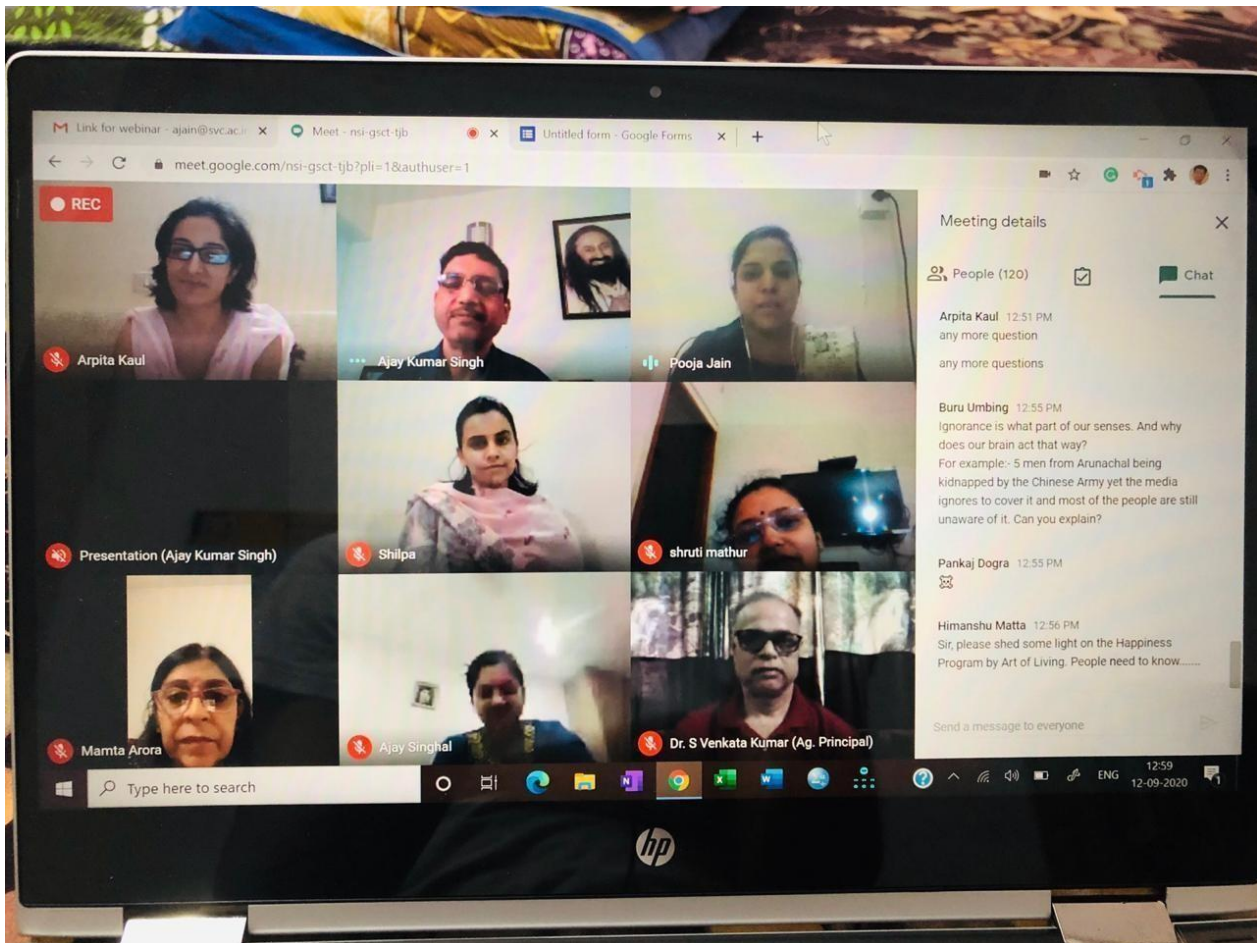 Link for webinar - ajain@svc.ac.i
Meet - nsi-gsct-tjb
Untitled form - Google Forms
meet.google.com/nsi-gsct-tjb?pli=1&authuser=1
REC
Arpita Kaul
Ajay Kumar Singh
Pooja Jain
Presentation (Ajay Kumar Singh)
Shilpa
shruti mathur
Mamta Arora
Ajay Singhal
Dr. S Venkata Kumar (Ag. Principal)
Meeting details
People (120)
Chat
Arpita Kaul 12:51 PM
any more question
any more questions
Buru Umbing 12:55 PM
Ignorance is what part of our senses. And why
does our brain act that way?
For example:- 5 men from Arunachal being
kidnapped by the Chinese Army yet the media
ignores to cover it and most of the people are still
unaware of it. Can you explain?
Pankaj Dogra 12:55 PM
Himanshu Matta 12:56 PM
Sir, please shed some light on the Happiness
Program by Art of Living. People need to know.......
Send a message to everyone
Type here to search
ENG
12:59
12-09-2020
1
hp